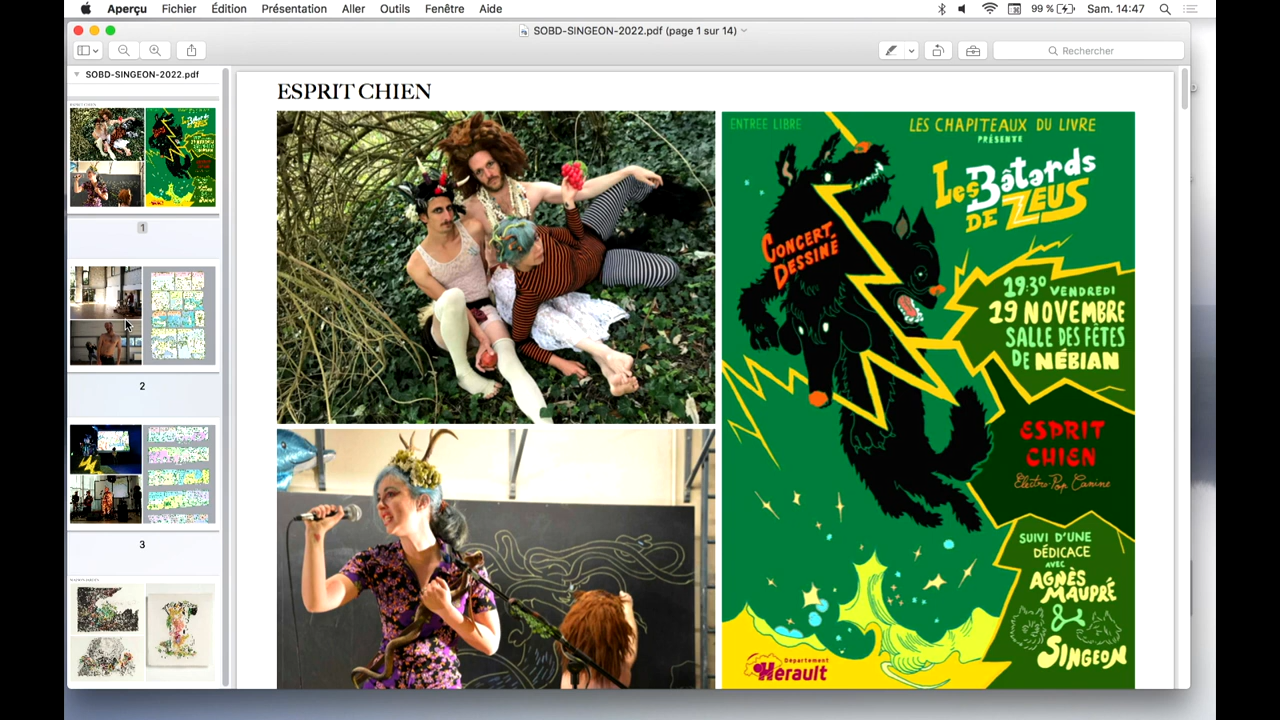 Aperçu Fichier Édition Présentation Aller Outils Fenêtre Aide 99 % Sam. 14:47
SOBD-SINGEON-2022.pdf (page 1 sur 14)
Rechercher
SOBD-SINGEON-2022.pdf
1
2
3
ESPRIT CHIEN
ENTRÉE LIBRE
LES CHAPITEAUX DU LIVRE
PRÉSENTE
Les Bâtards
DE ZEUS
CONCERT
DESSINÉ
19:30 VENDREDI
19 NOVEMBRE
SALLE DES FÊTES
DE NÉBIAN
ESPRIT
CHIEN
Electro Pop Canine
SUIVI D'UNE
DÉDICACE
AVEC
AGNÈS
MAUPRÉ
&
SINGEON
Département
Hérault